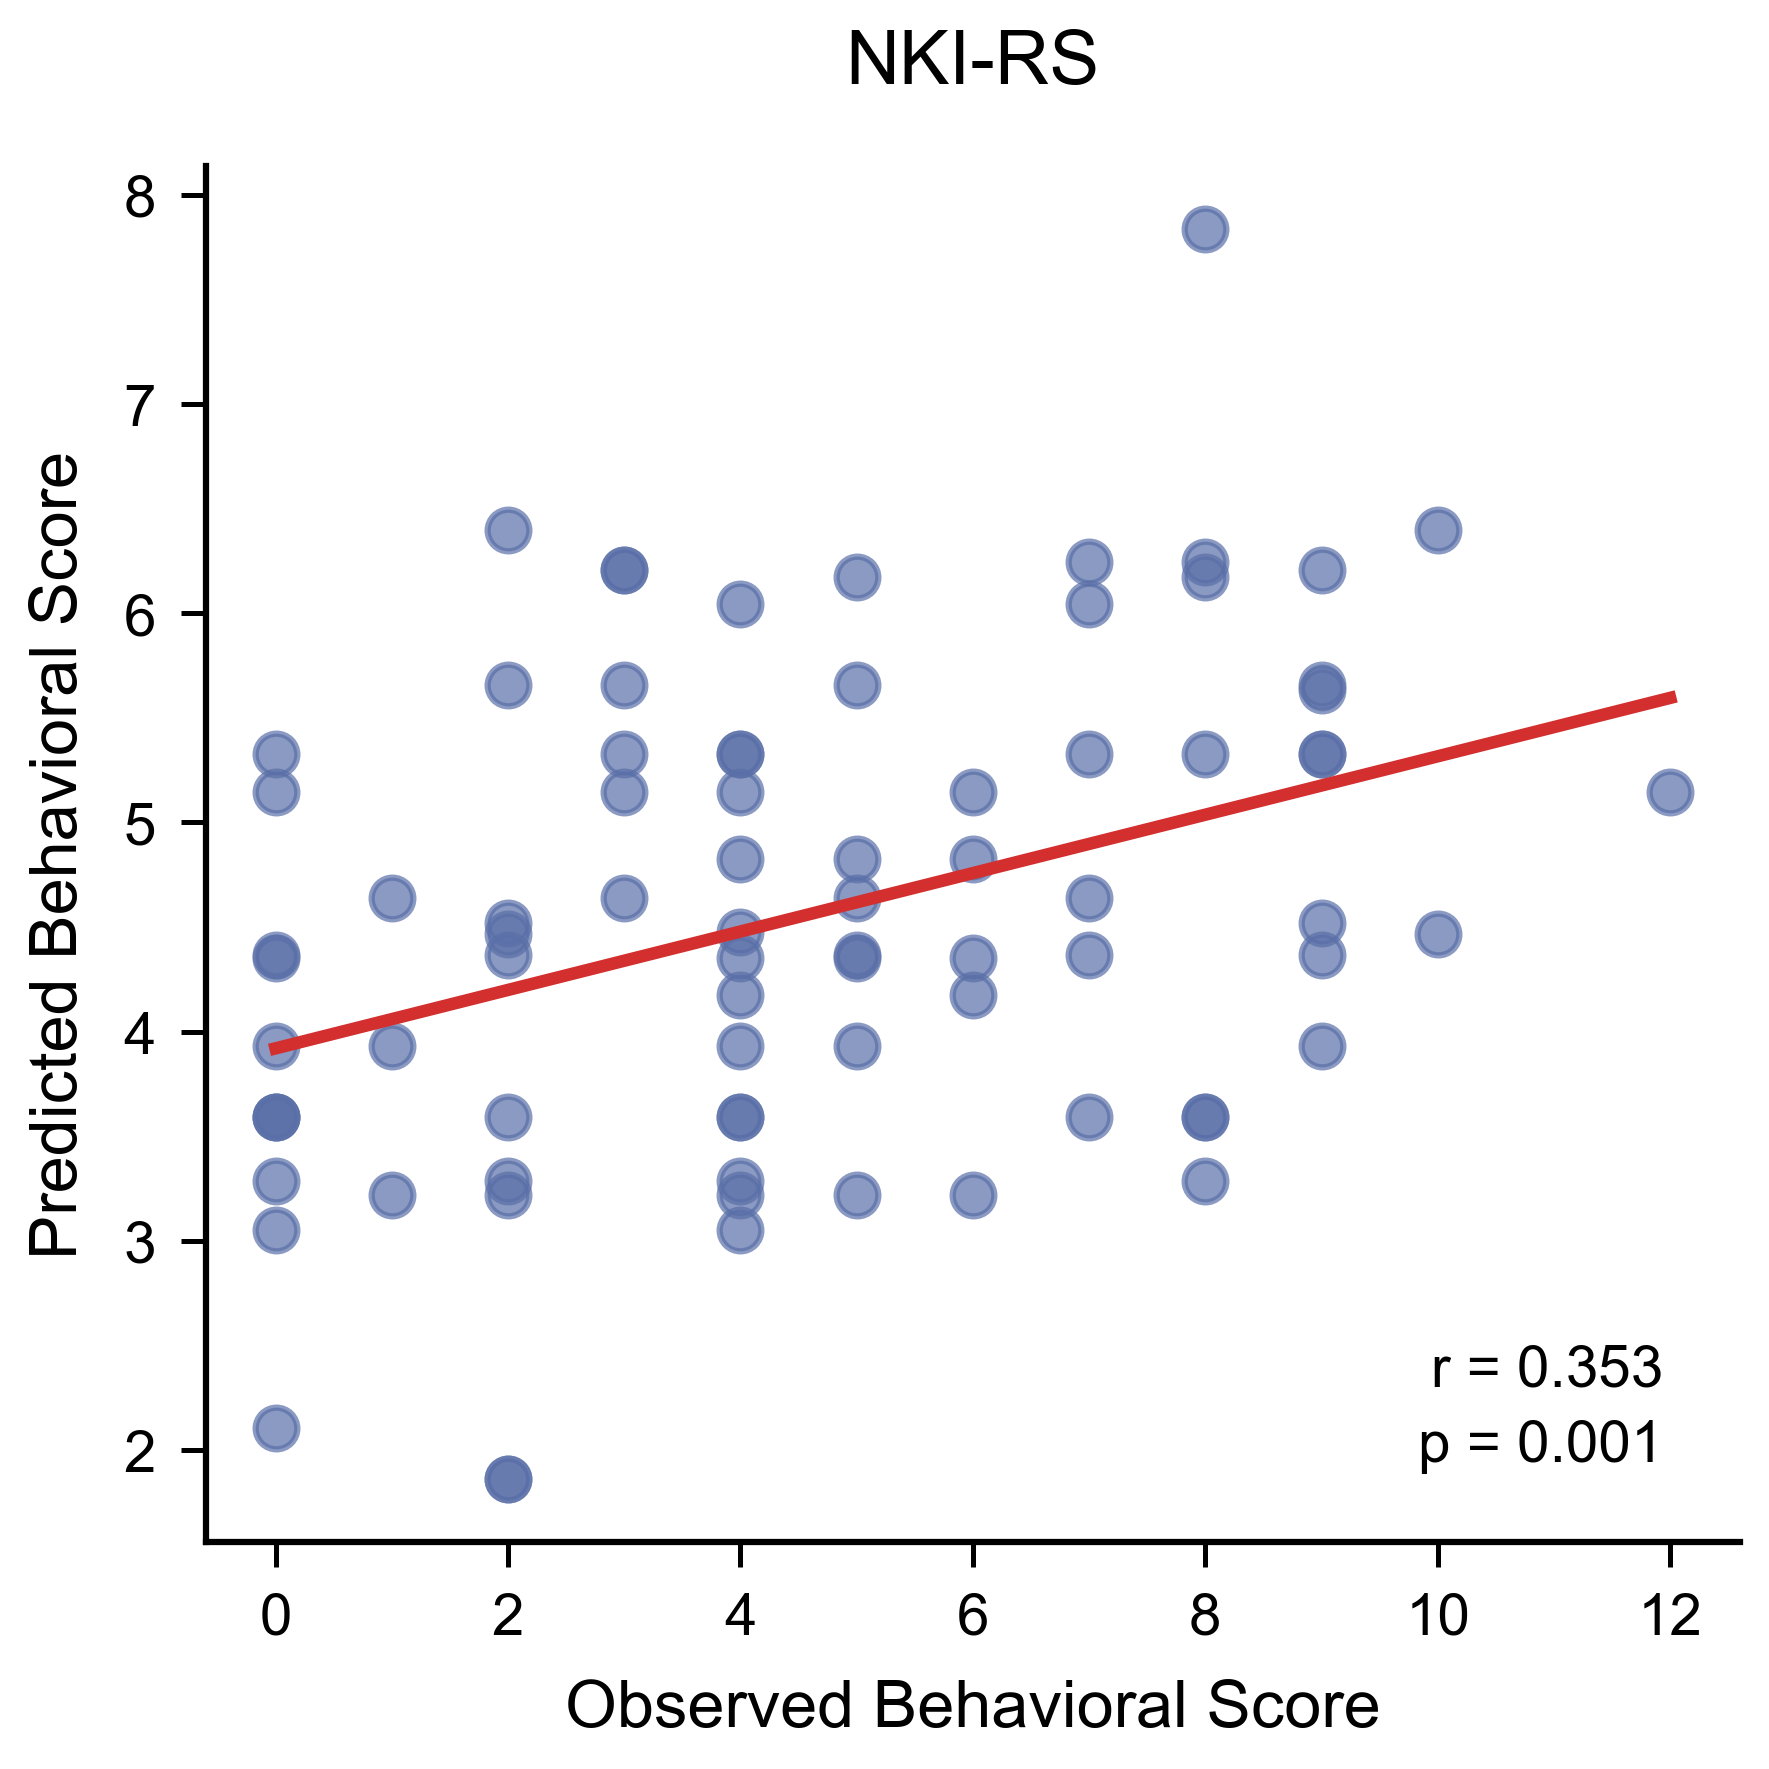 NKI-RS
8
7
6
5
4
3
2
Predicted Behavioral Score
r = 0.353
p = 0.001
0 2 4 6 8 10 12
Observed Behavioral Score